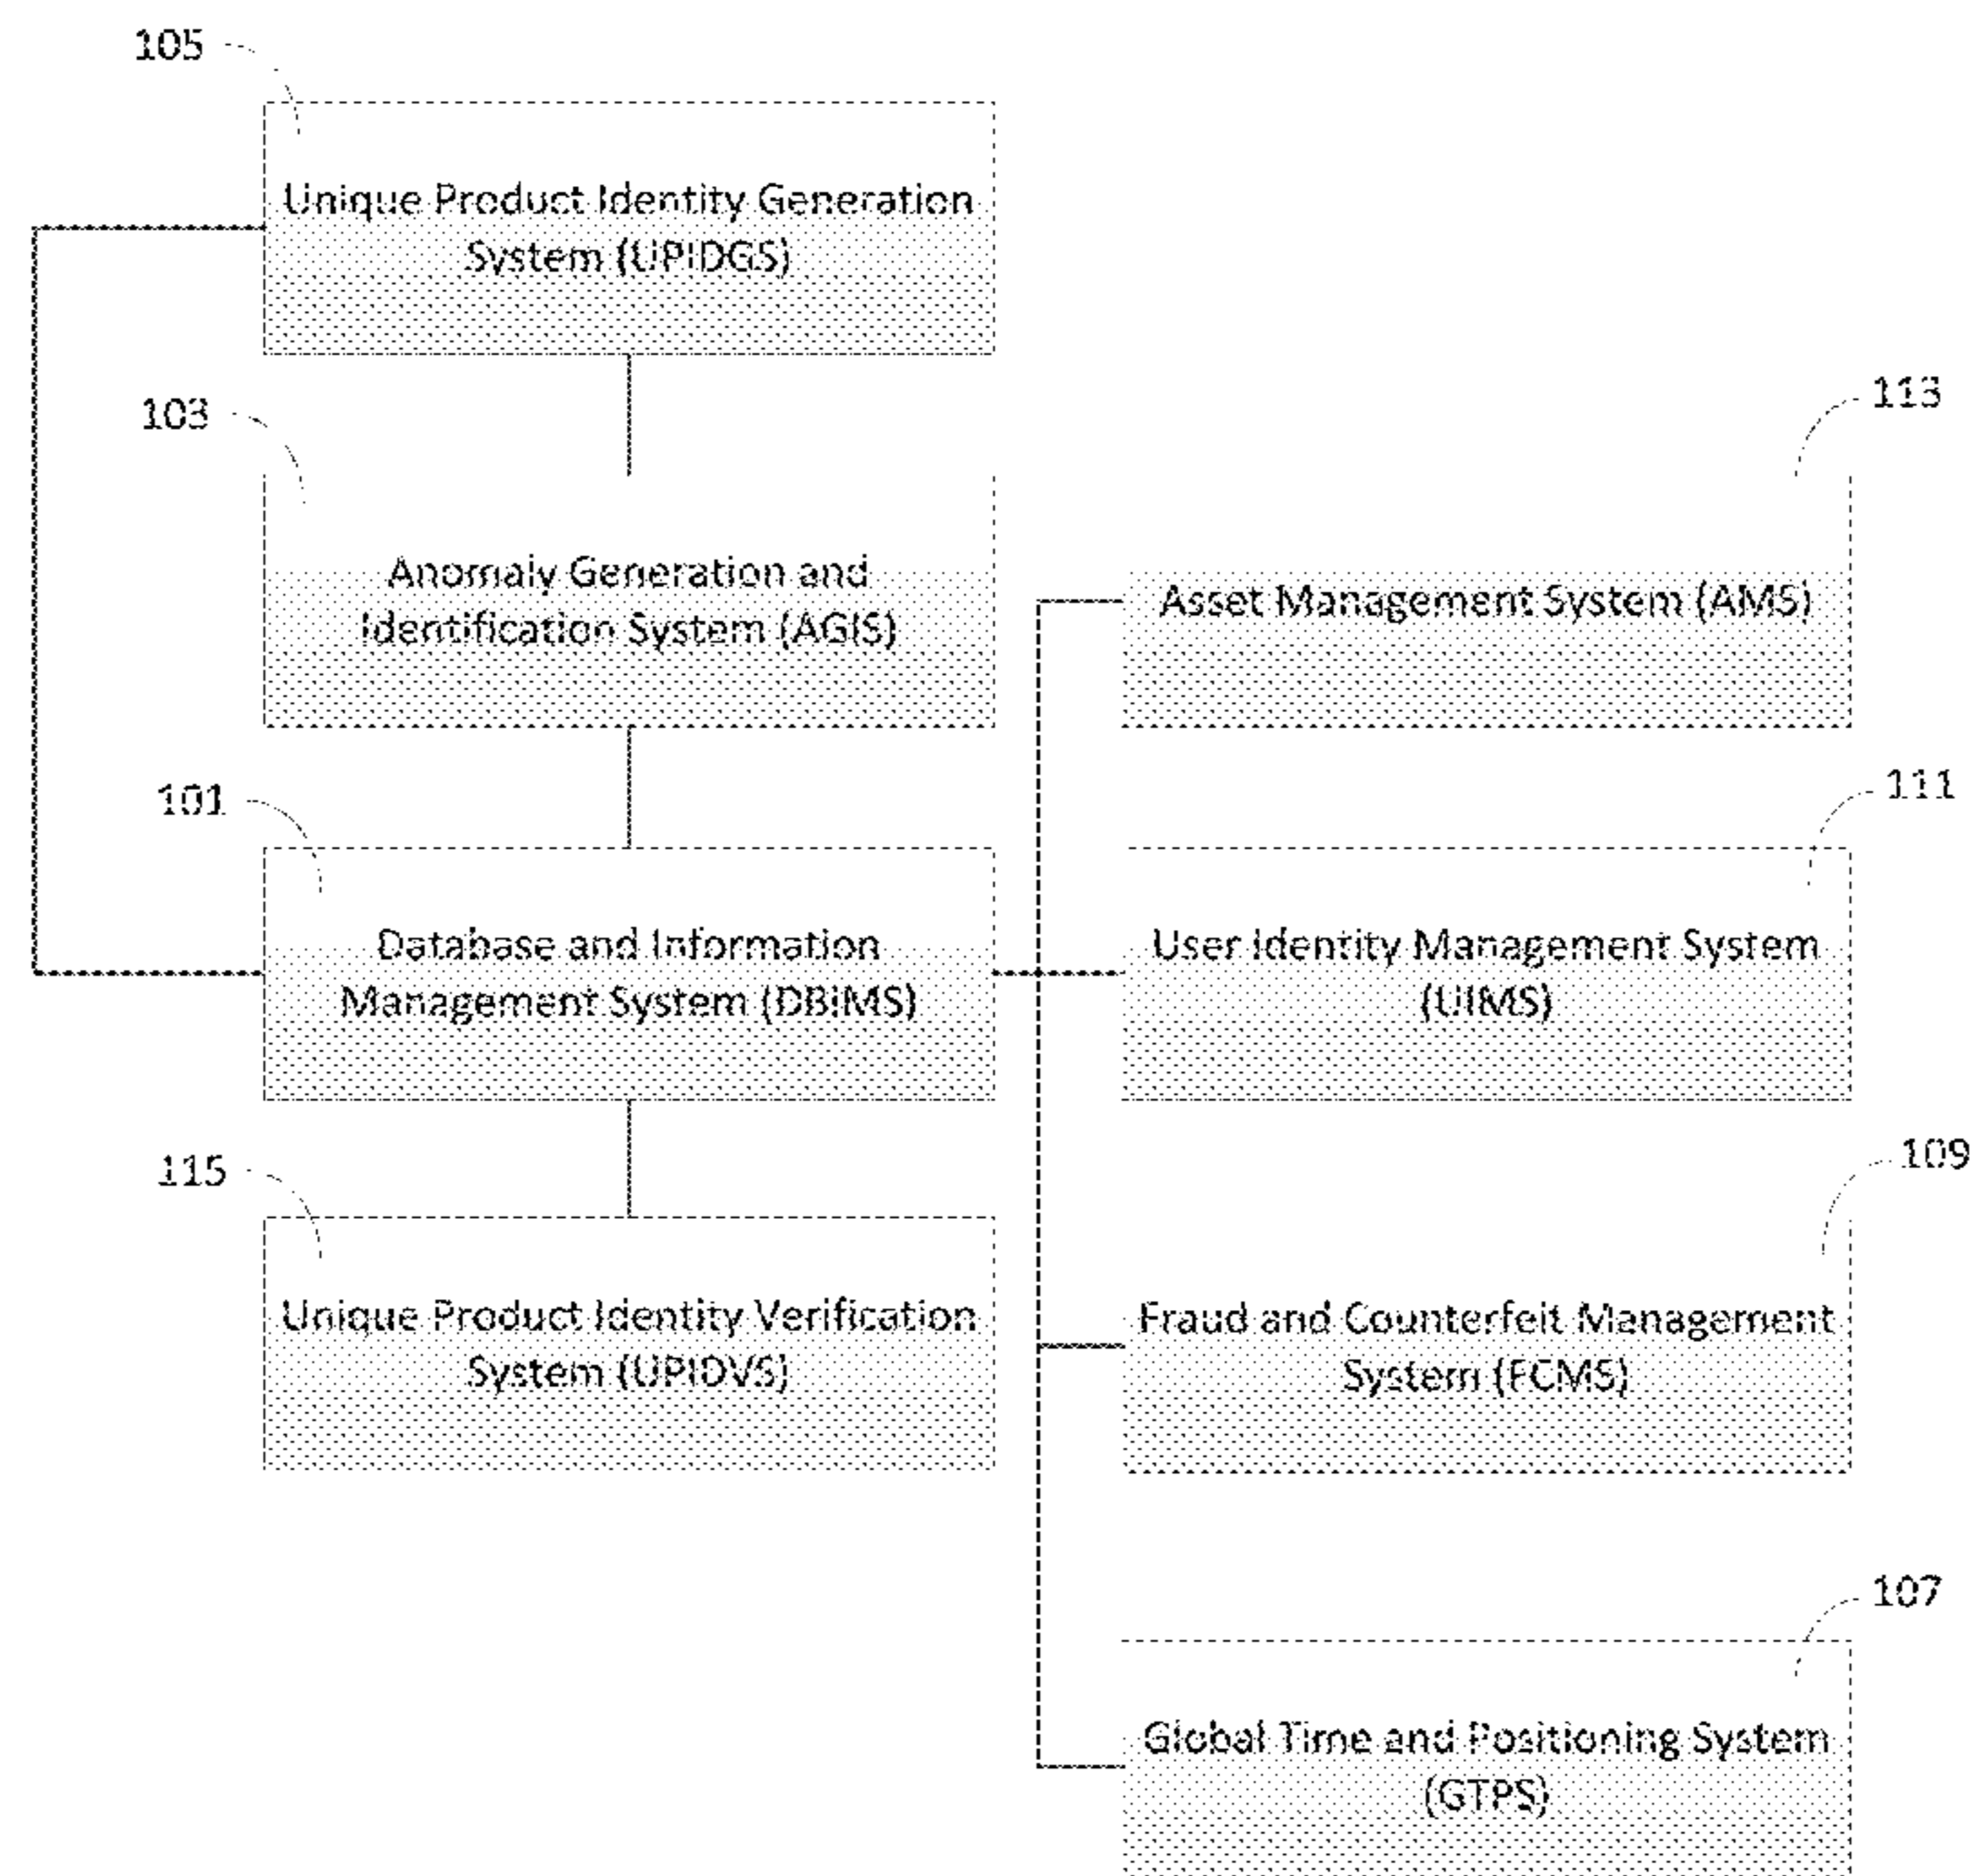 105
Unique Product Identity Generation
System (UPIDGS)
103
Anomaly Generation and
Identification System (AGIS)
113
Asset Management System (AMS)
101
Database and Information
Management System (DBIMS)
111
User Identity Management System
(UIMS)
115
Unique Product Identity Verification
System (UPIDVS)
109
Fraud and Counterfeit Management
System (FCMS)
107
Global Time and Positioning System
(GTPS)